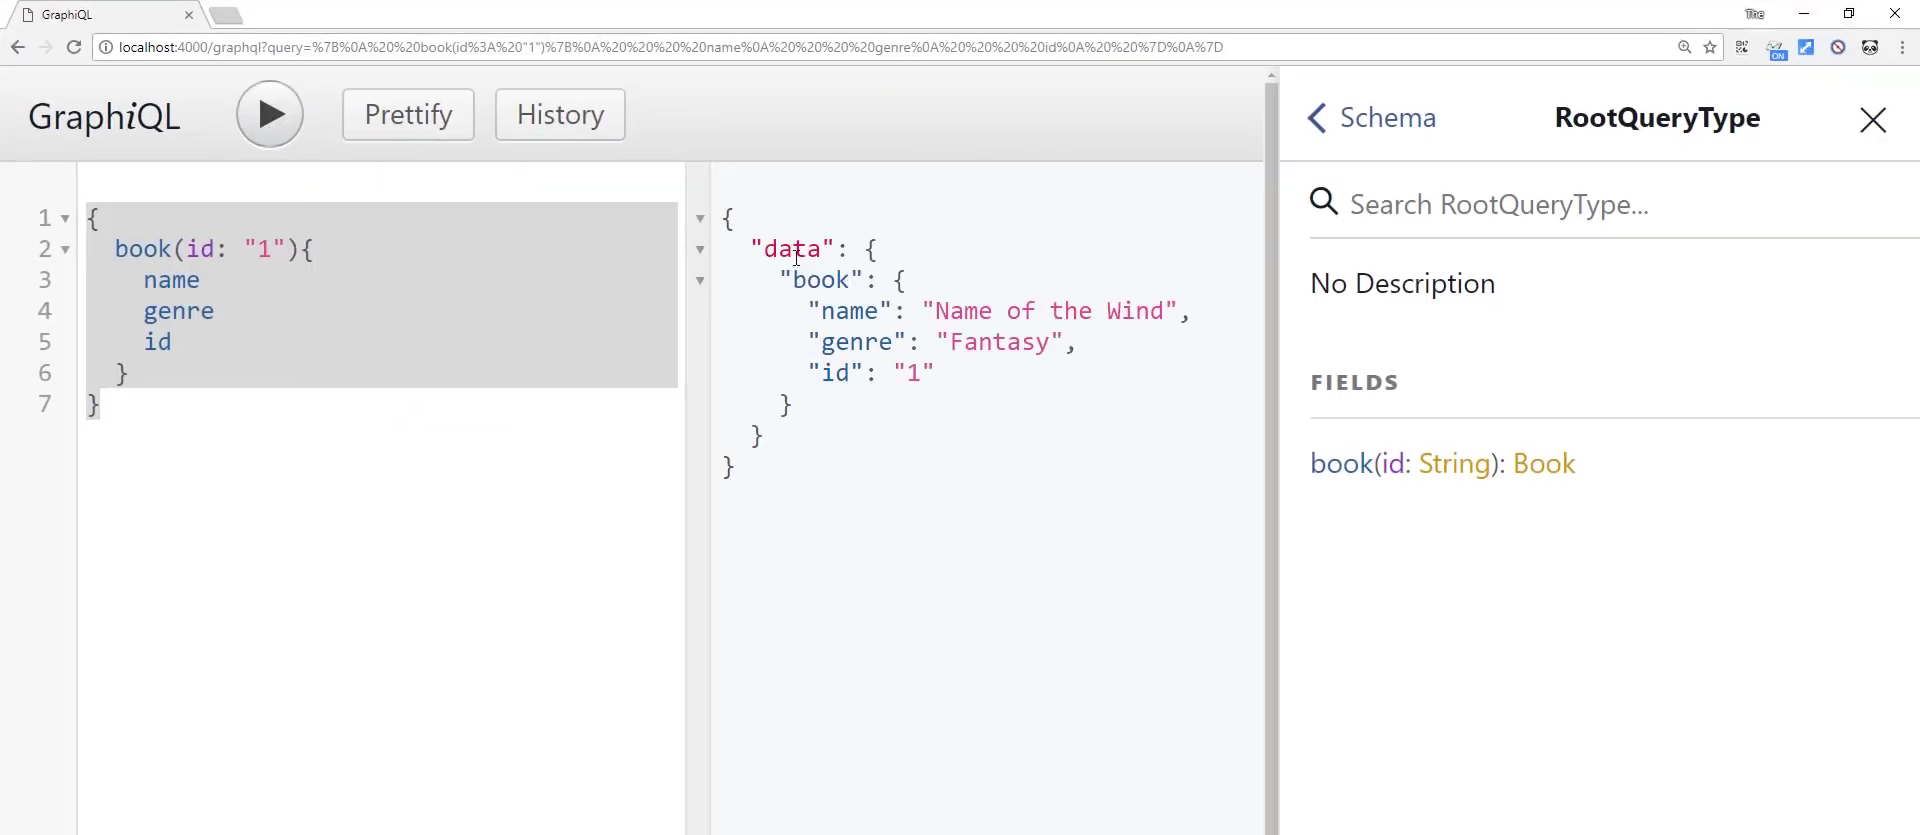 GraphiQL
The
localhost:4000/graphql?query=%7B%0A%20%20book(id%3A%20"1")%7B%0A%20%20%20%20name%0A%20%20%20%20genre%0A%20%20%20%20id%0A%20%20%7D%0A%7D
ON
GraphiQL
Prettify
History
1 {
2 book(id: "1"){
3 name
4 genre
5 id
6 }
7 }
{
"data": {
"book": {
"name": "Name of the Wind",
"genre": "Fantasy",
"id": "1"
}
}
}
Schema
RootQueryType
Search RootQueryType...
No Description
FIELDS
book(id: String): Book